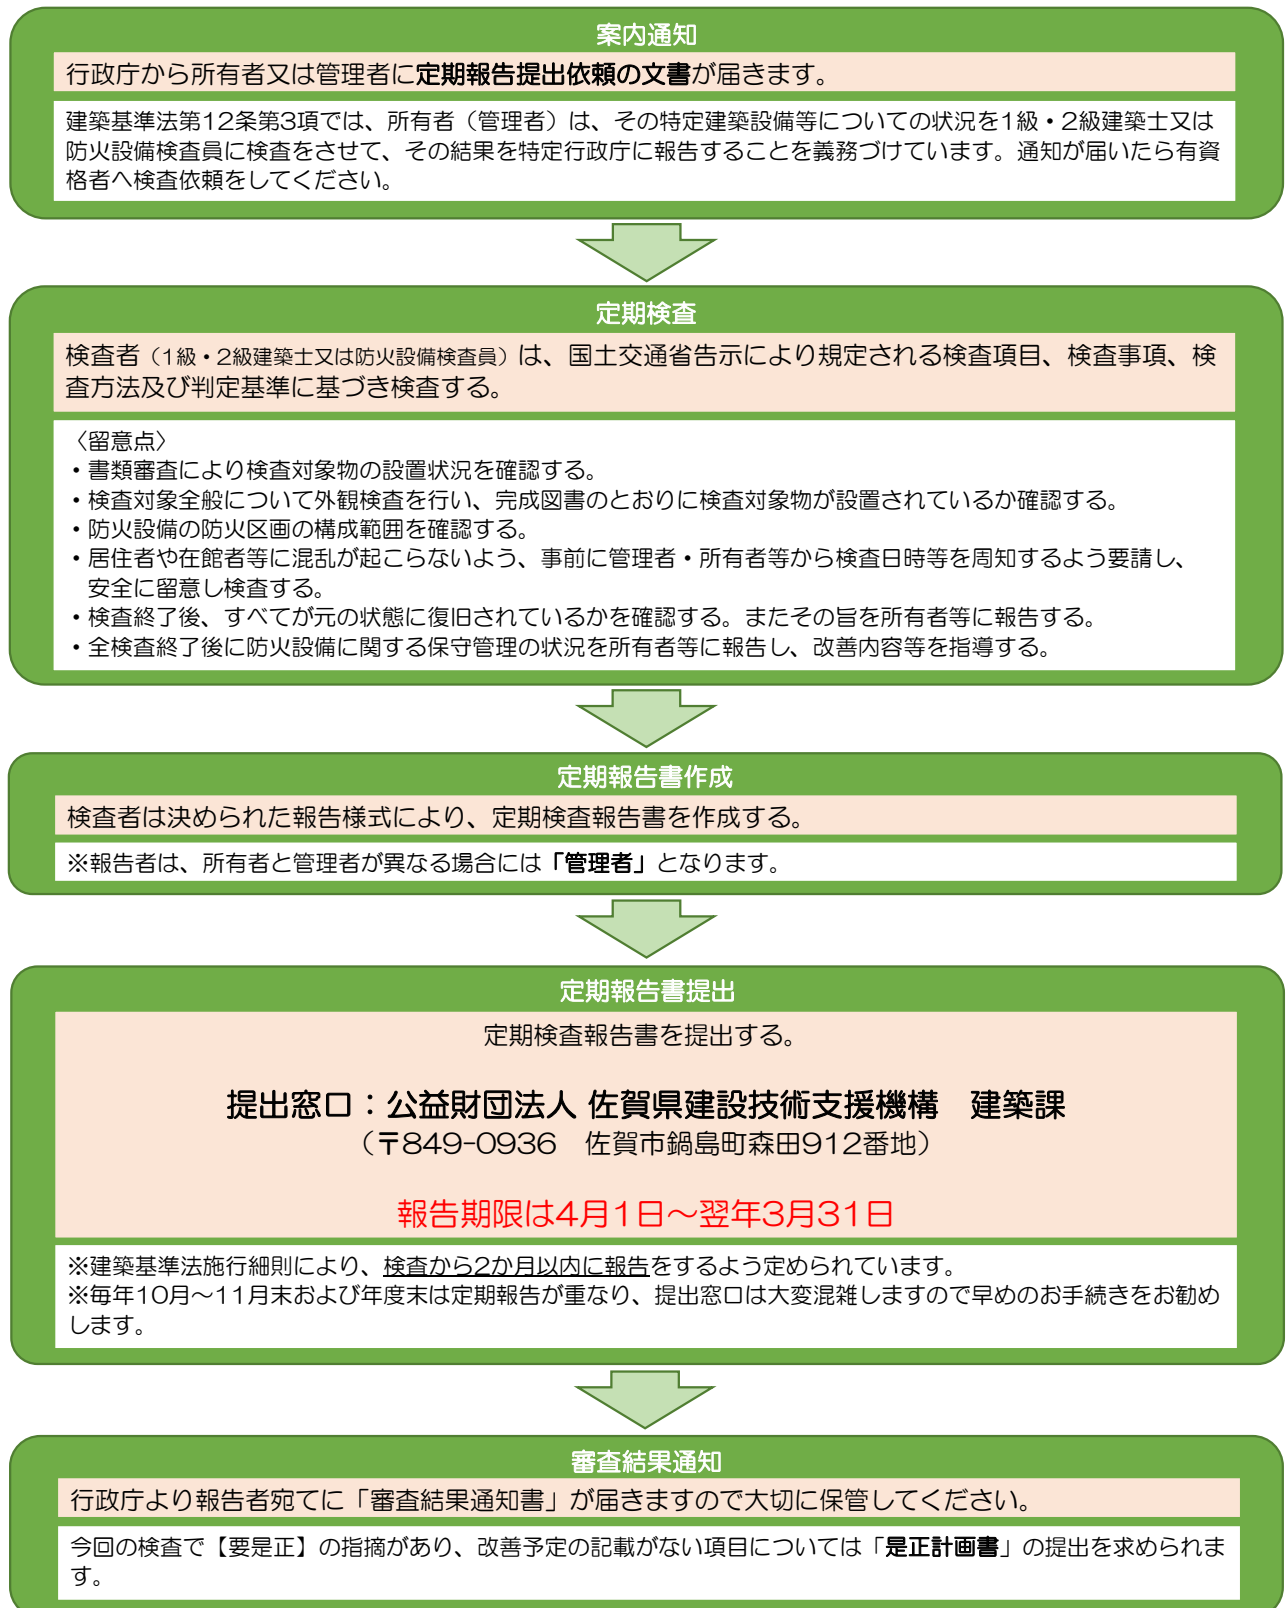 案内通知
行政庁から所有者又は管理者に定期報告提出依頼の文書が届きます。
建築基準法第12条第3項では、所有者（管理者）は、その特定建築設備等についての状況を1級・2級建築士又は
防火設備検査員に検査をさせて、その結果を特定行政庁に報告することを義務づけています。通知が届いたら有資
格者へ検査依頼をしてください。
定期検査
検査者（1級・2級建築士又は防火設備検査員）は、国土交通省告示により規定される検査項目、検査事項、検
査方法及び判定基準に基づき検査する。
〈留意点〉
・書類審査により検査対象物の設置状況を確認する。
・検査対象全般について外観検査を行い、完成図書のとおりに検査対象物が設置されているか確認する。
・防火設備の防火区画の構成範囲を確認する。
・居住者や在館者等に混乱が起こらないよう、事前に管理者・所有者等から検査日時等を周知するよう要請し、
安全に留意し検査する。
・検査終了後、すべてが元の状態に復旧されているかを確認する。またその旨を所有者等に報告する。
・全検査終了後に防火設備に関する保守管理の状況を所有者等に報告し、改善内容等を指導する。
定期報告書作成
検査者は決められた報告様式により、定期検査報告書を作成する。
※報告者は、所有者と管理者が異なる場合には「管理者」となります。
定期報告書提出
定期検査報告書を提出する。
提出窓口：公益財団法人 佐賀県建設技術支援機構　建築課
（〒849-0936　佐賀市鍋島町森田912番地）
報告期限は4月1日～翌年3月31日
※建築基準法施行細則により、検査から2か月以内に報告をするよう定められています。
※毎年10月～11月末および年度末は定期報告が重なり、提出窓口は大変混雑しますので早めのお手続きをお勧め
します。
審査結果通知
行政庁より報告者宛てに「審査結果通知書」が届きますので大切に保管してください。
今回の検査で【要是正】の指摘があり、改善予定の記載がない項目については「是正計画書」の提出を求められま
す。